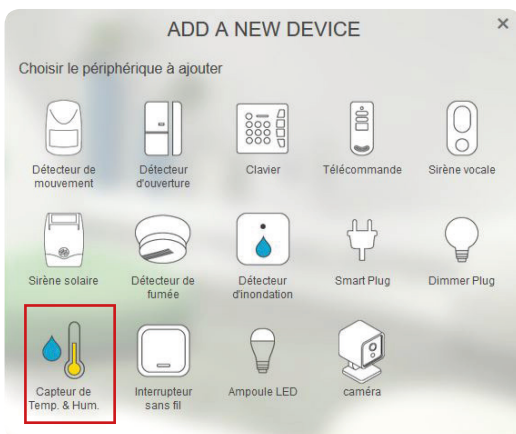 ADD A NEW DEVICE
×
Choisir le périphérique à ajouter
Détecteur de
mouvement
Détecteur
d'ouverture
Clavier
Télécommande
Sirène vocale
Sirène solaire
Détecteur de
fumée
Détecteur
d'inondation
Smart Plug
Dimmer Plug
Capteur de
Temp. & Hum.
Interrupteur
sans fil
Ampoule LED
caméra